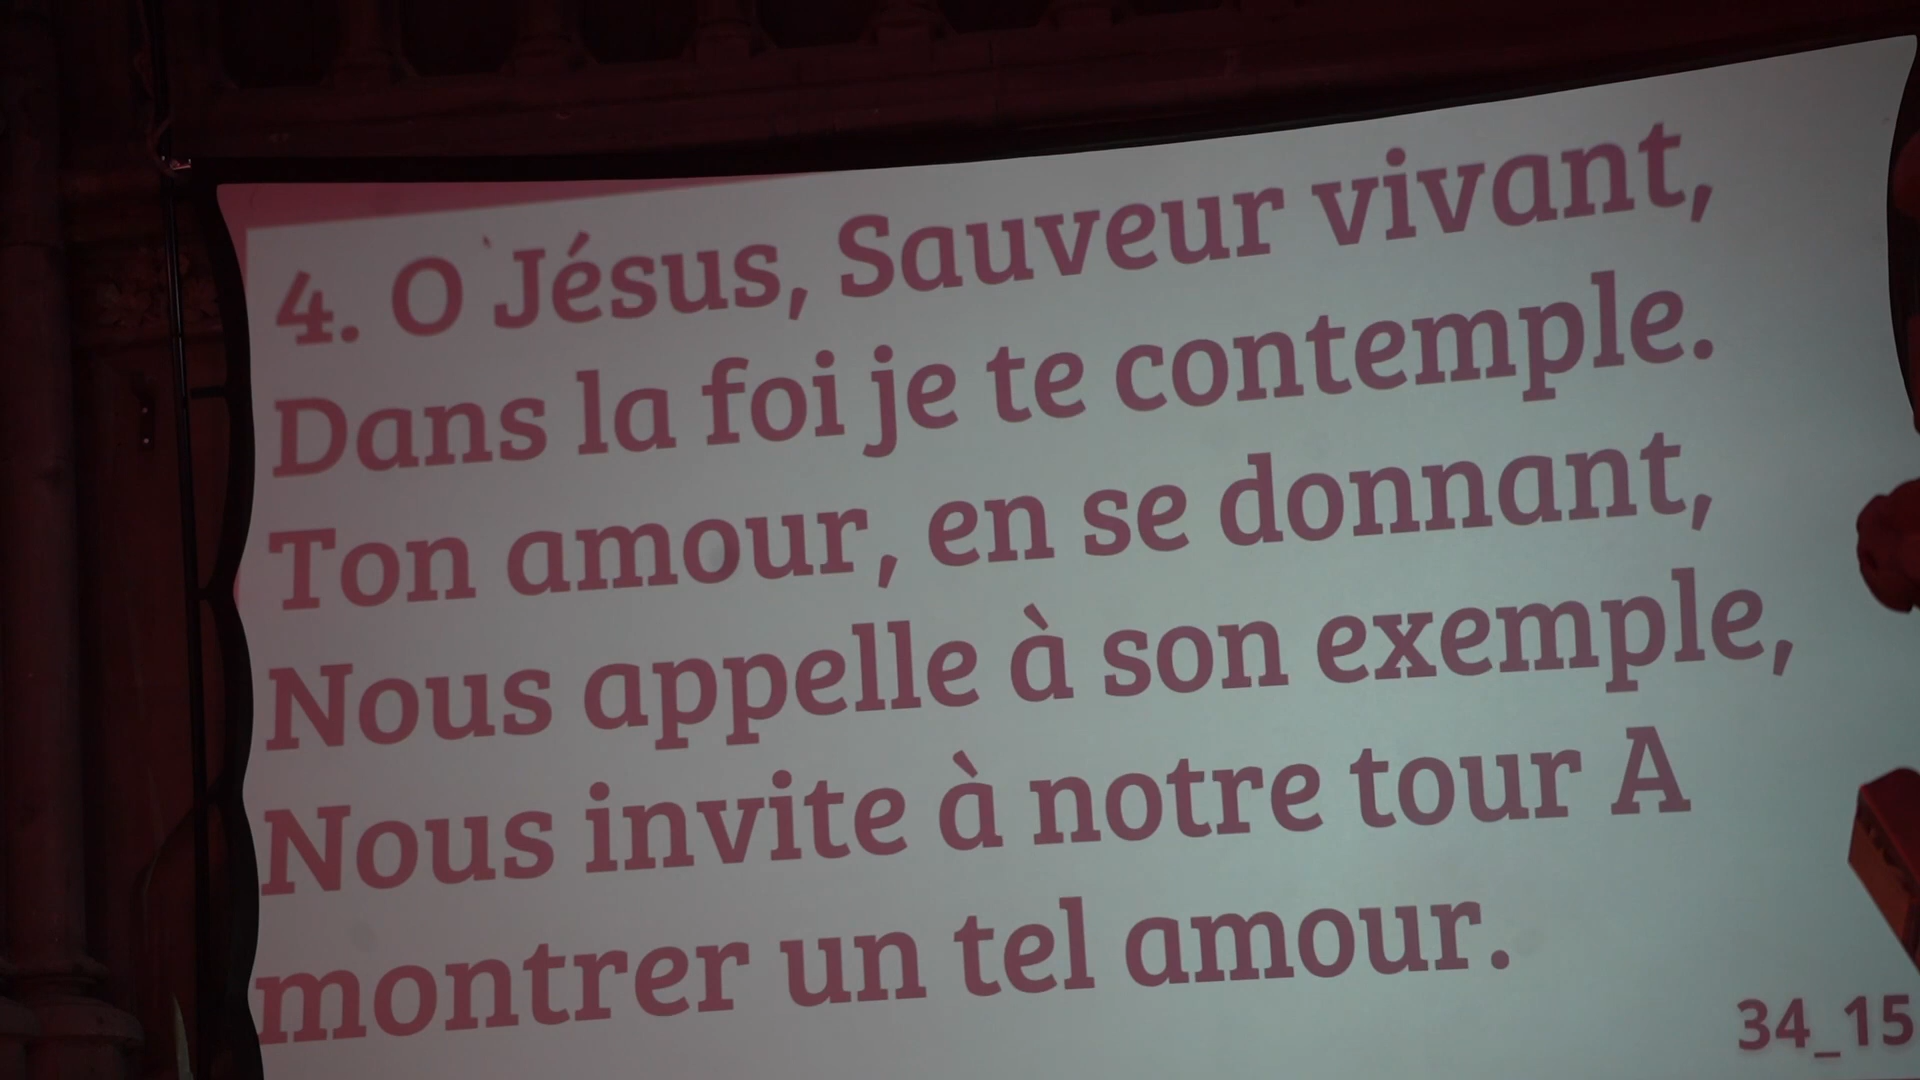 4. O Jésus, Sauveur vivant,
Dans la foi je te contemple.
Ton amour, en se donnant,
Nous appelle à son exemple,
Nous invite à notre tour A
montrer un tel amour.
34_15